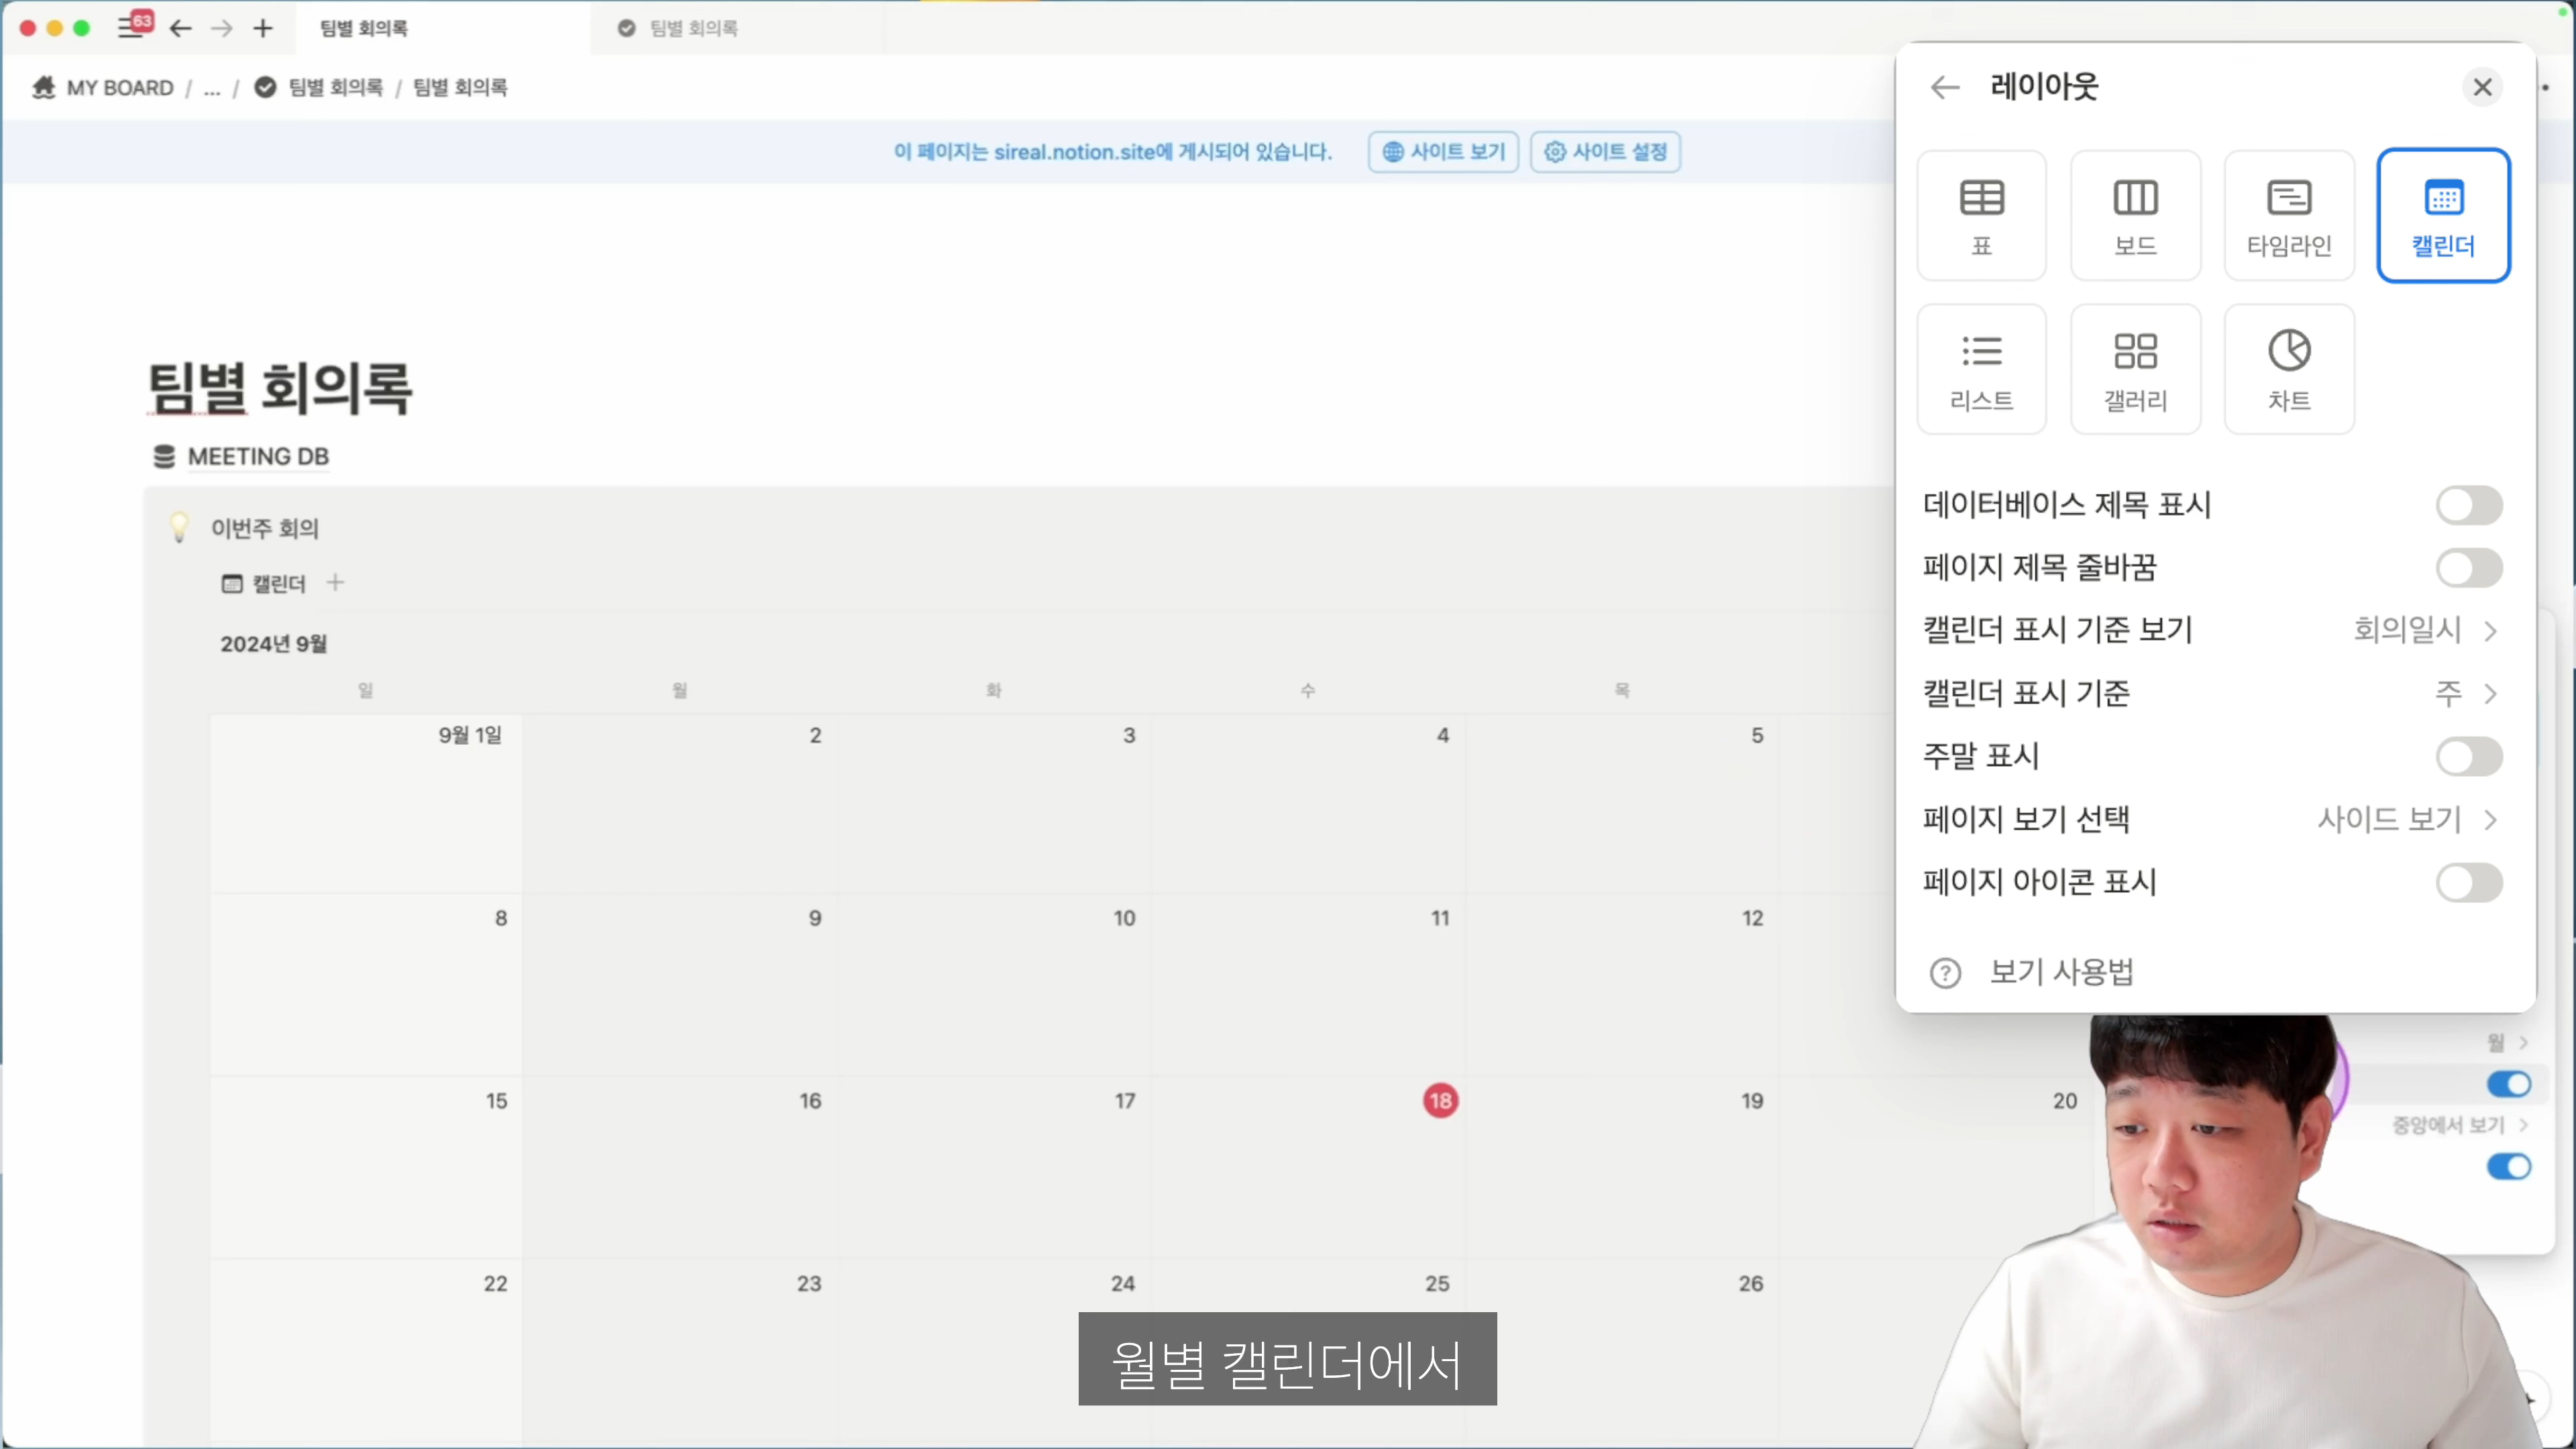 63
팀별 회의록
팀별 회의록
MY BOARD / ... / 팀별 회의록 / 팀별 회의록
이 페이지는 sireal.notion.site에 게시되어 있습니다. 사이트 보기 사이트 설정
팀별 회의록
MEETING DB
이번주 회의
캘린더 +
2024년 9월
일 월 화 수 목
9월 1일 2 3 4 5
8 9 10 11 12
15 16 17 18 19 20
22 23 24 25 26
레이아웃
표 보드 타임라인 캘린더
리스트 갤러리 차트
데이터베이스 제목 표시
페이지 제목 줄바꿈
캘린더 표시 기준 보기 회의일시
캘린더 표시 기준 주
주말 표시
페이지 보기 선택 사이드 보기
페이지 아이콘 표시
? 보기 사용법
월
중앙에서 보기
월별 캘린더에서